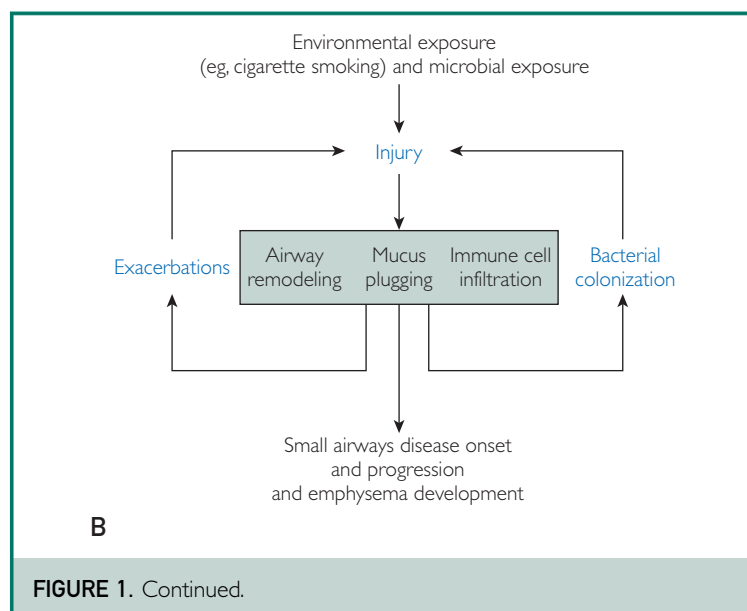 Environmental exposure
(eg, cigarette smoking) and microbial exposure
Injury
Exacerbations
Airway
remodeling
Mucus
plugging
Immune cell
infiltration
Bacterial
colonization
Small airways disease onset
and progression
and emphysema development
B
FIGURE 1. Continued.